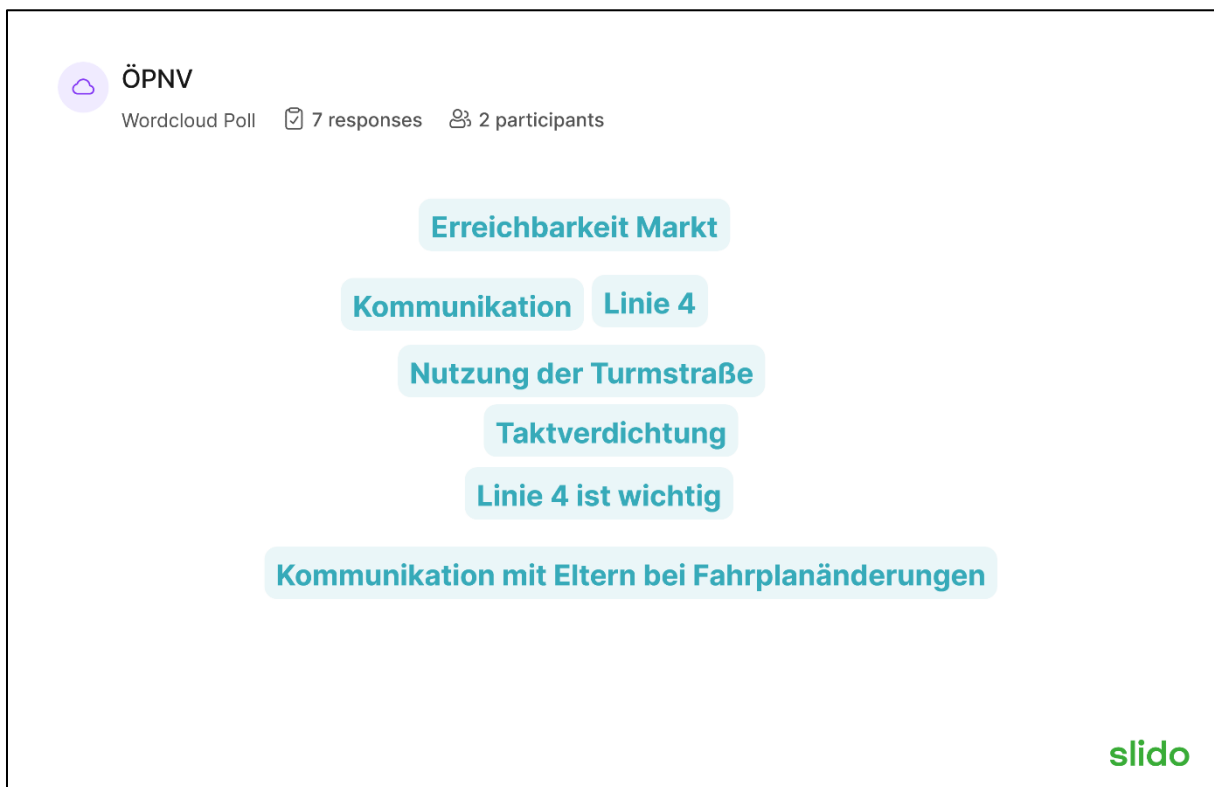 ÖPNV
Wordcloud Poll 7 responses 2 participants
Erreichbarkeit Markt
Kommunikation Linie 4
Nutzung der Turmstraße
Taktverdichtung
Linie 4 ist wichtig
Kommunikation mit Eltern bei Fahrplanänderungen
slido